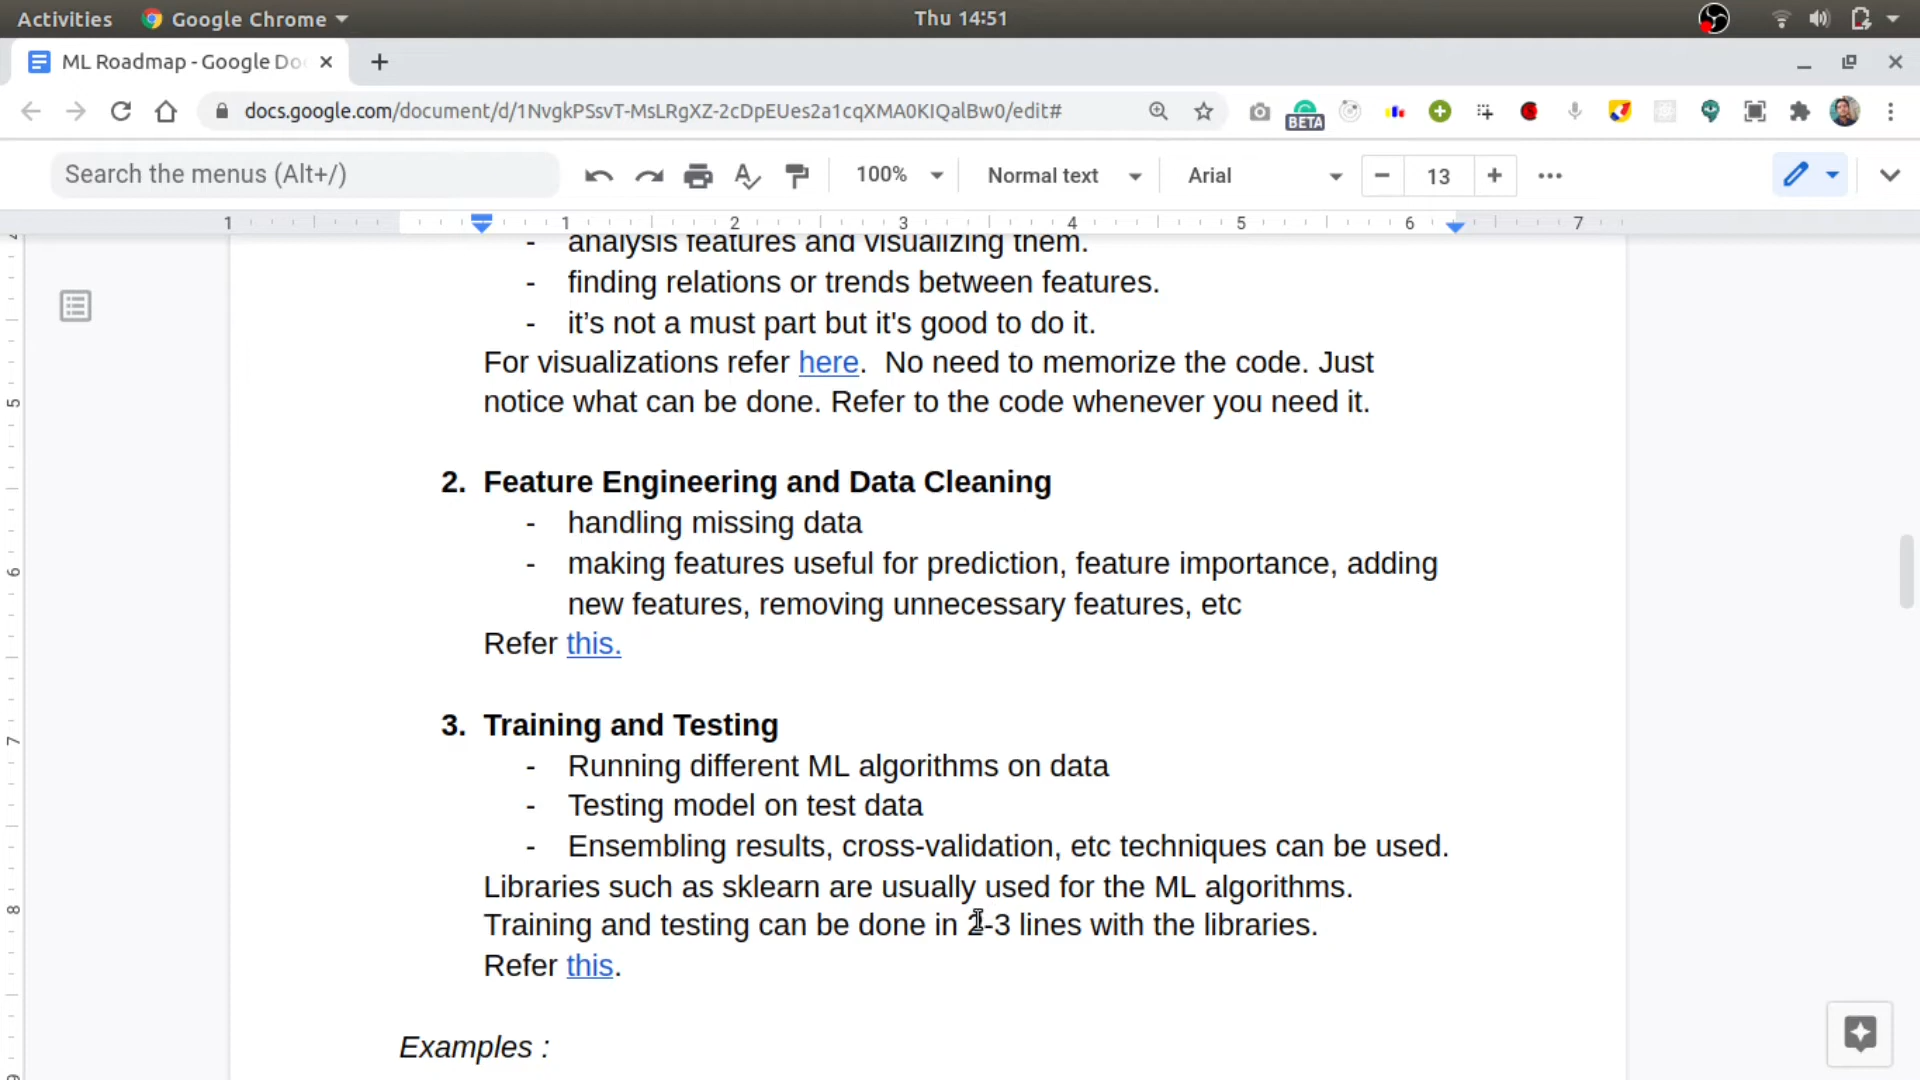 Activities Google Chrome Thu 14:51
ML Roadmap - Google Do
docs.google.com/document/d/1NvgkPSsvT-MsLRgXZ-2cDpEUes2a1cqXMA0KIQalBw0/edit#
BETA
Search the menus (Alt+/) 100% Normal text Arial 13
1 1 2 3 4 5 6 7
- analysis features and visualizing them.
- finding relations or trends between features.
- it’s not a must part but it's good to do it.
For visualizations refer here. No need to memorize the code. Just
5
notice what can be done. Refer to the code whenever you need it.
2. Feature Engineering and Data Cleaning
- handling missing data
6
- making features useful for prediction, feature importance, adding
new features, removing unnecessary features, etc
Refer this.
7
3. Training and Testing
- Running different ML algorithms on data
- Testing model on test data
- Ensembling results, cross-validation, etc techniques can be used.
Libraries such as sklearn are usually used for the ML algorithms.
8
Training and testing can be done in 2-3 lines with the libraries.
Refer this.
Examples :